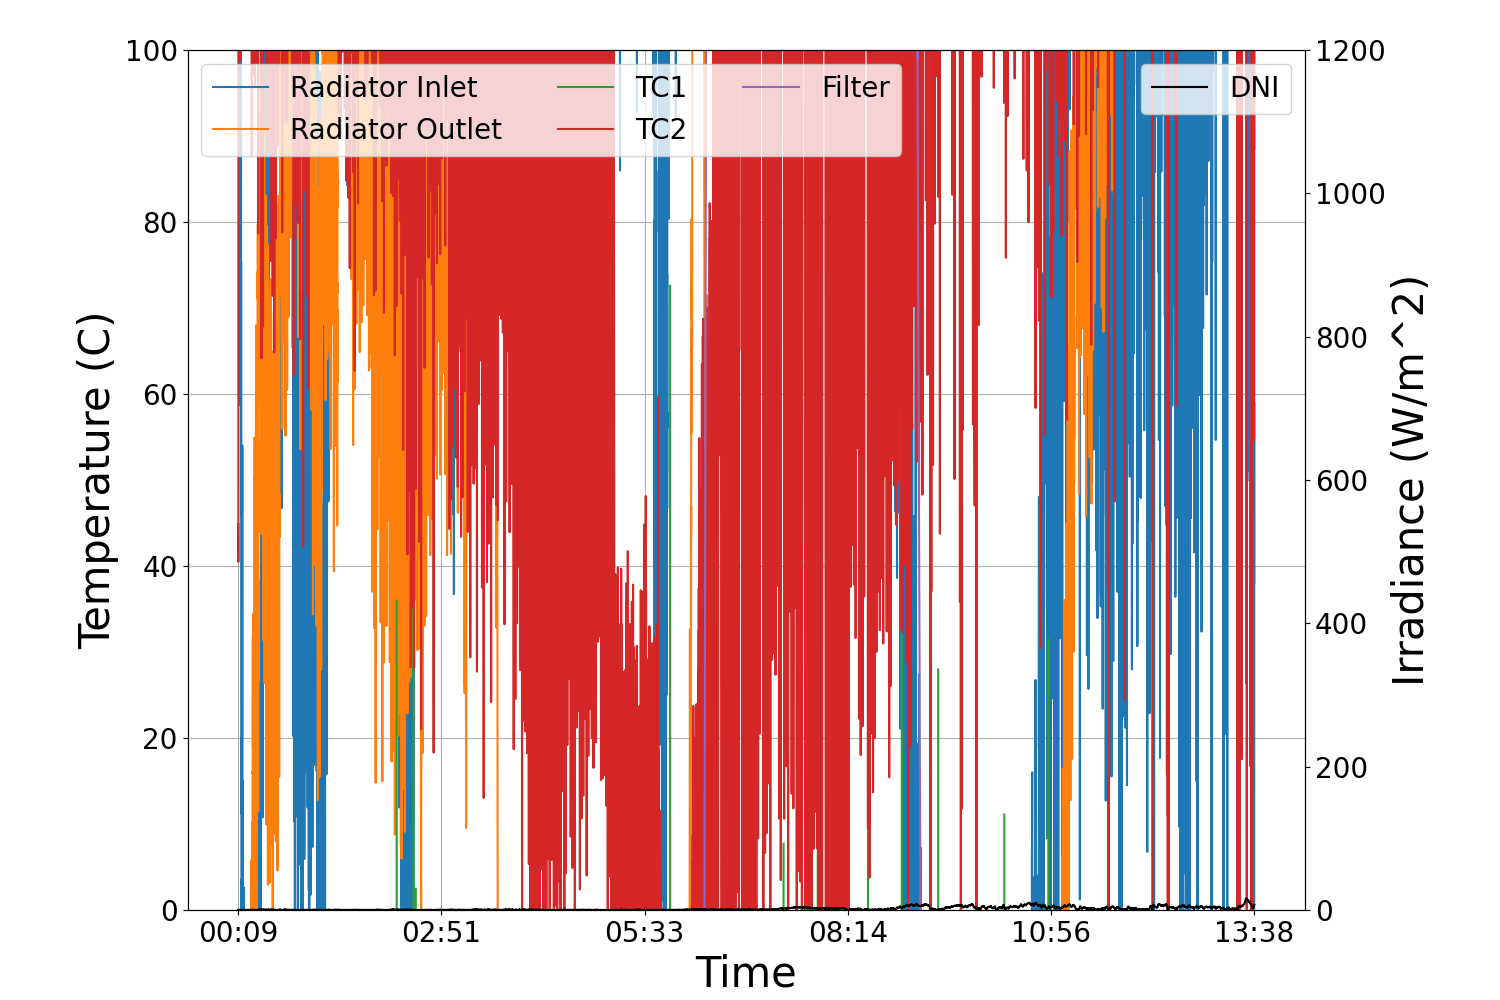 100
80
60
40
20
0
Temperature (C)
Radiator Inlet
Radiator Outlet
TC1
TC2
Filter
DNI
1200
1000
800
600
400
200
0
Irradiance (W/m^2)
00:09
02:51
05:33
08:14
10:56
13:38
Time